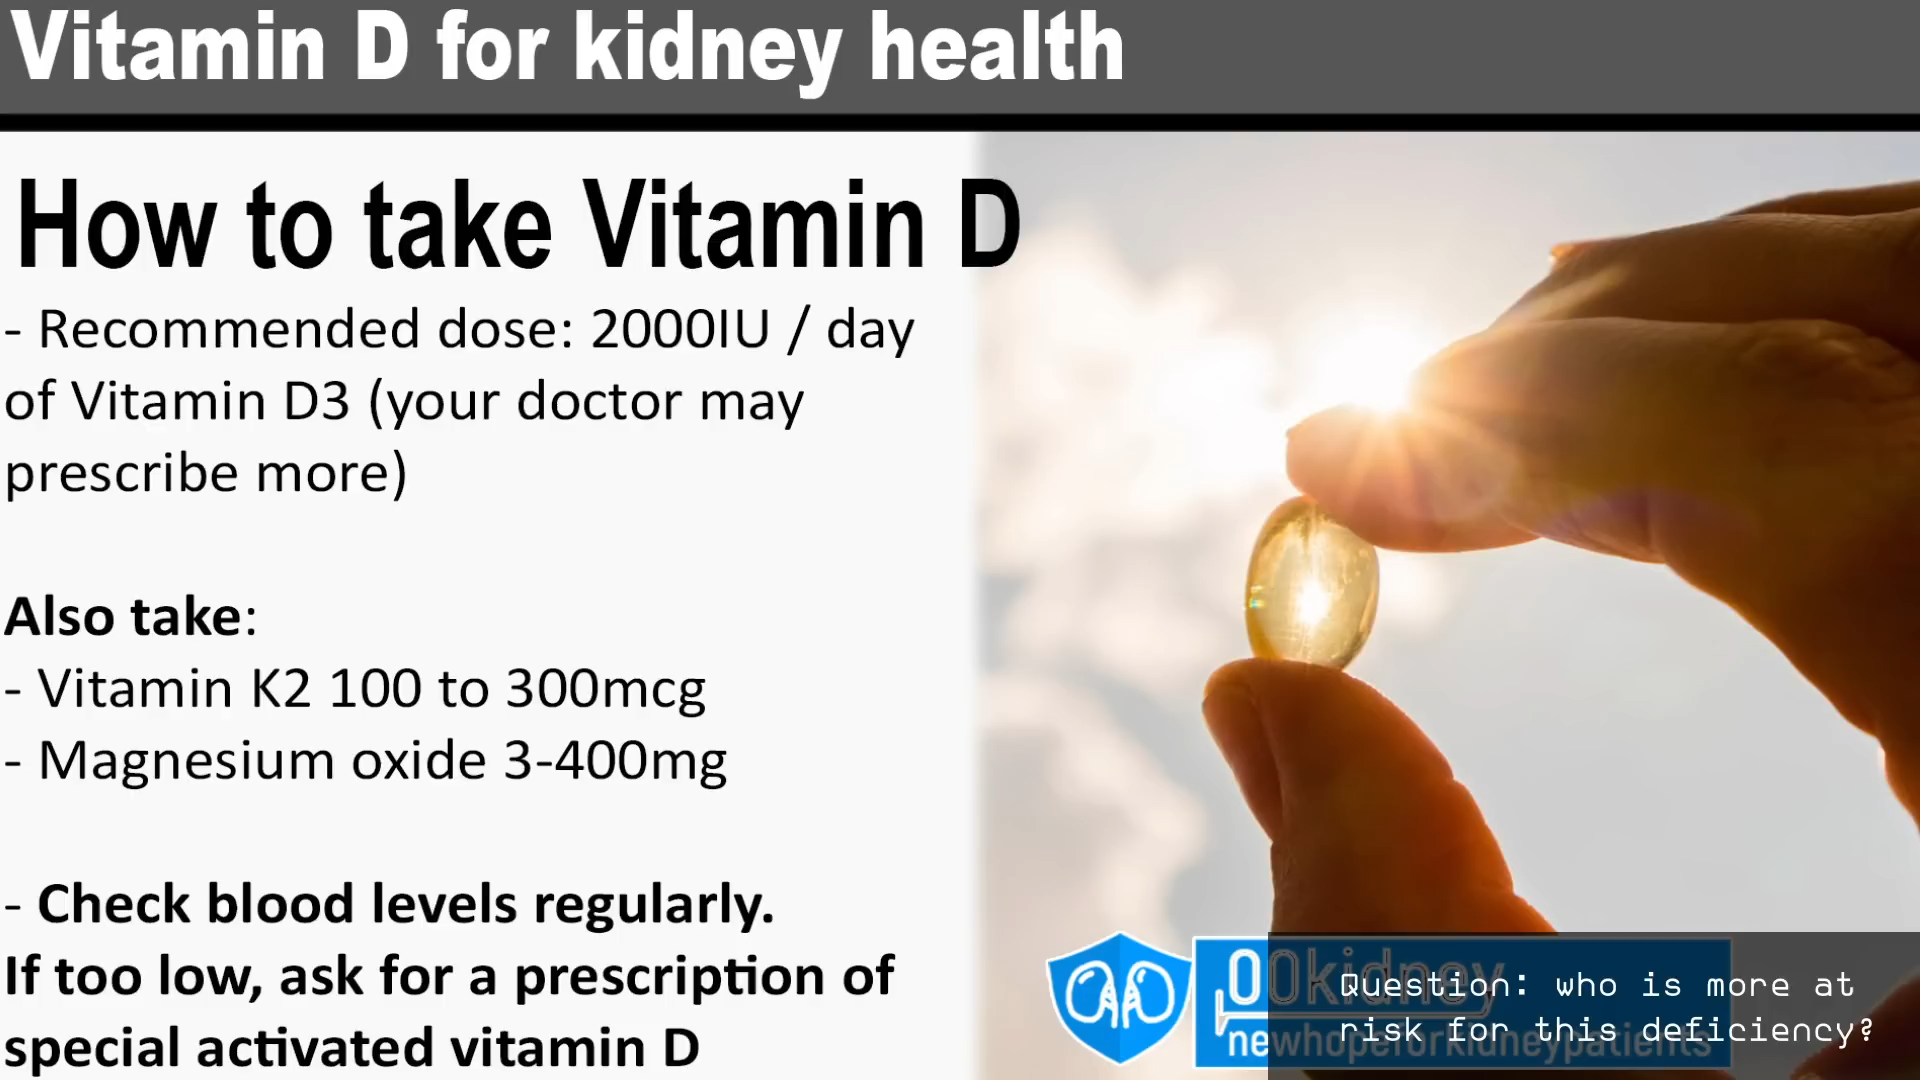 Vitamin D for kidney health
How to take Vitamin D
- Recommended dose: 2000IU / day
of Vitamin D3 (your doctor may
prescribe more)
Also take:
- Vitamin K2 100 to 300mcg
- Magnesium oxide 3-400mg
- Check blood levels regularly.
If too low, ask for a prescription of
special activated vitamin D
00kidney
newhopeforkidneypatients
Question: who is more at
risk for this deficiency?